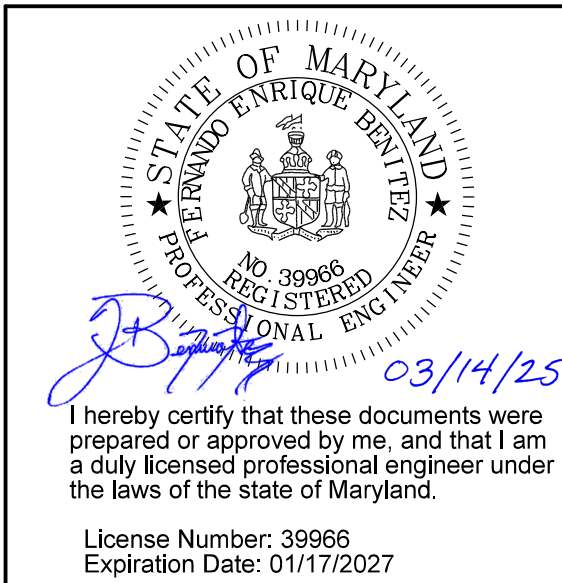 STATE OF MARYLAND
FERNANDO ENRIQUE BENITEZ
NO. 39966
REGISTERED
PROFESSIONAL ENGINEER
03/14/25
I hereby certify that these documents were
prepared or approved by me, and that I am
a duly licensed professional engineer under
the laws of the state of Maryland.
License Number: 39966
Expiration Date: 01/17/2027